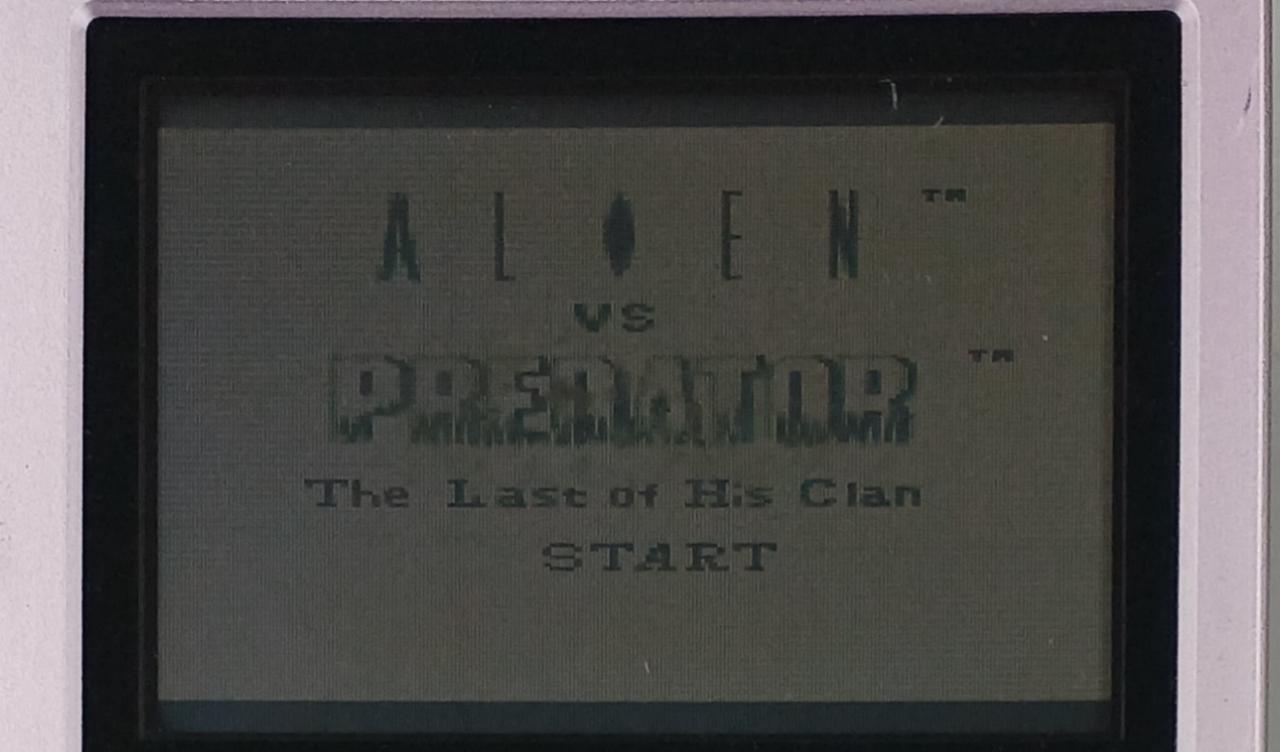 ALIEN™
VS
PREDATOR™
The Last of His Clan
START